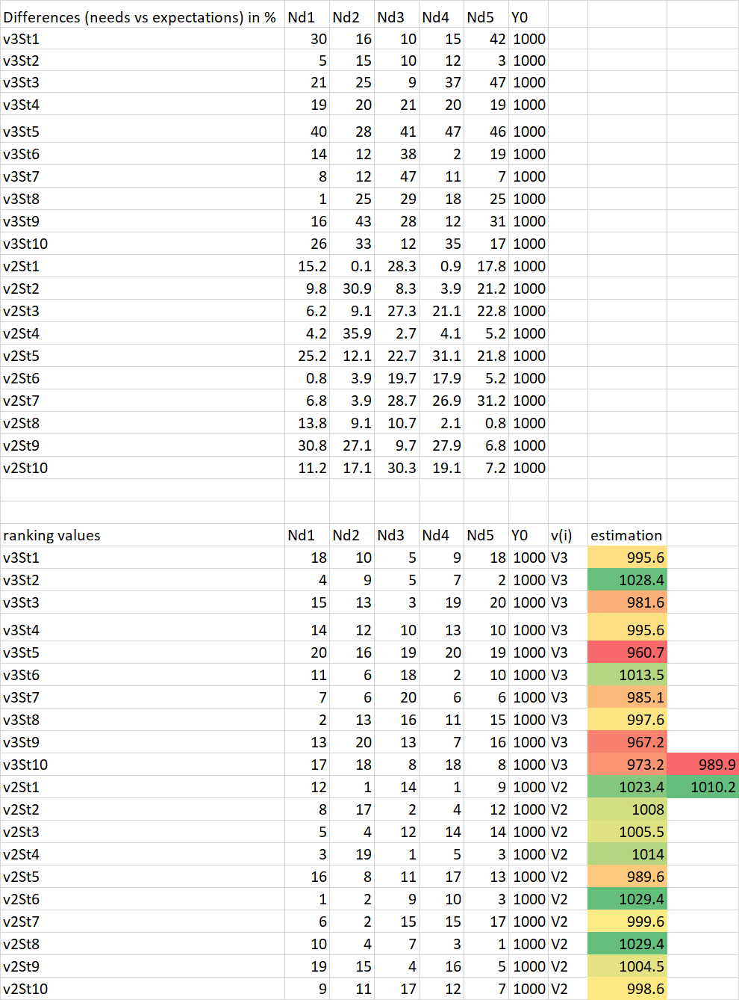 Differences (needs vs expectations) in % Nd1 Nd2 Nd3 Nd4 Nd5 Y0
v3St1 30 16 10 15 42 1000
v3St2 5 15 10 12 3 1000
v3St3 21 25 9 37 47 1000
v3St4 19 20 21 20 19 1000
v3St5 40 28 41 47 46 1000
v3St6 14 12 38 2 19 1000
v3St7 8 12 47 11 7 1000
v3St8 1 25 29 18 25 1000
v3St9 16 43 28 12 31 1000
v3St10 26 33 12 35 17 1000
v2St1 15.2 0.1 28.3 0.9 17.8 1000
v2St2 9.8 30.9 8.3 3.9 21.2 1000
v2St3 6.2 9.1 27.3 21.1 22.8 1000
v2St4 4.2 35.9 2.7 4.1 5.2 1000
v2St5 25.2 12.1 22.7 31.1 21.8 1000
v2St6 0.8 3.9 19.7 17.9 5.2 1000
v2St7 6.8 3.9 28.7 26.9 31.2 1000
v2St8 13.8 9.1 10.7 2.1 0.8 1000
v2St9 30.8 27.1 9.7 27.9 6.8 1000
v2St10 11.2 17.1 30.3 19.1 7.2 1000
ranking values Nd1 Nd2 Nd3 Nd4 Nd5 Y0 v(i) estimation
v3St1 18 10 5 9 18 1000 V3 995.6
v3St2 4 9 5 7 2 1000 V3 1028.4
v3St3 15 13 3 19 20 1000 V3 981.6
v3St4 14 12 10 13 10 1000 V3 995.6
v3St5 20 16 19 20 19 1000 V3 960.7
v3St6 11 6 18 2 10 1000 V3 1013.5
v3St7 7 6 20 6 6 1000 V3 985.1
v3St8 2 13 16 11 15 1000 V3 997.6
v3St9 13 20 13 7 16 1000 V3 967.2
v3St10 17 18 8 18 8 1000 V3 973.2 989.9
v2St1 12 1 14 1 9 1000 V2 1023.4 1010.2
v2St2 8 17 2 4 12 1000 V2 1008
v2St3 5 4 12 14 14 1000 V2 1005.5
v2St4 3 19 1 5 3 1000 V2 1014
v2St5 16 8 11 17 13 1000 V2 989.6
v2St6 1 2 9 10 3 1000 V2 1029.4
v2St7 6 2 15 15 17 1000 V2 999.6
v2St8 10 4 7 3 1 1000 V2 1029.4
v2St9 19 15 4 16 5 1000 V2 1004.5
v2St10 9 11 17 12 7 1000 V2 998.6